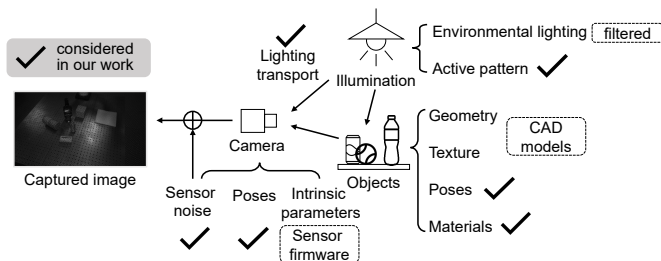 considered
in our work
Lighting
transport
Illumination
Environmental lighting
filtered
Active pattern
Captured image
Camera
Objects
Geometry
Texture
CAD
models
Poses
Materials
Sensor
noise
Poses
Intrinsic
parameters
Sensor
firmware